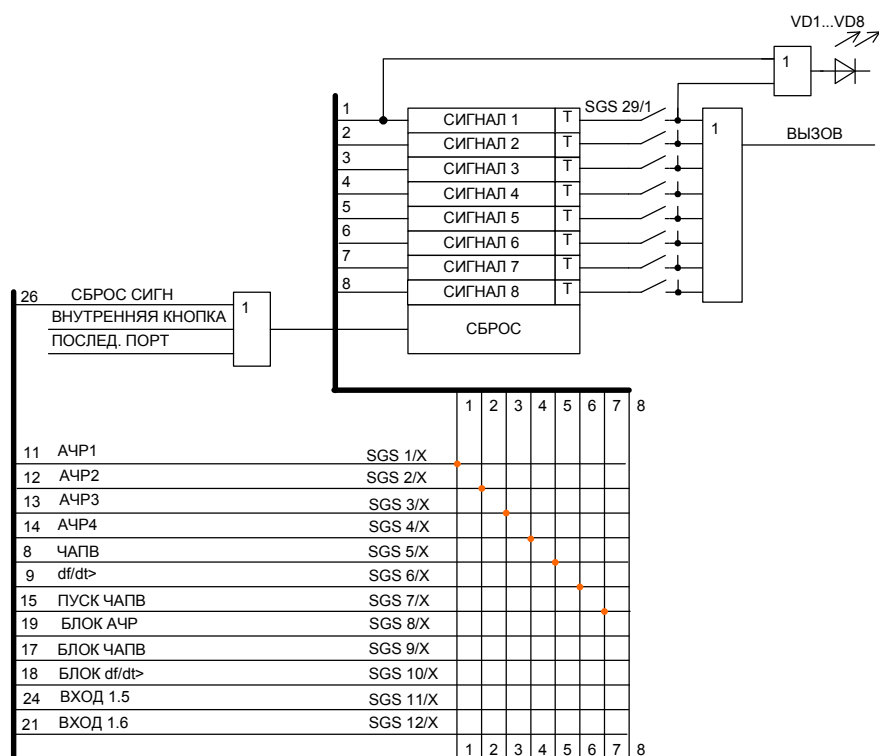 VD1...VD8
1
1
СИГНАЛ 1 Т SGS 29/1
1
ВЫЗОВ
2
СИГНАЛ 2 Т
3
СИГНАЛ 3 Т
4
СИГНАЛ 4 Т
5
СИГНАЛ 5 Т
6
СИГНАЛ 6 Т
7
СИГНАЛ 7 Т
8
СИГНАЛ 8 Т
26 СБРОС СИГН
1
ВНУТРЕННЯЯ КНОПКА
ПОСЛЕД. ПОРТ
СБРОС
1 2 3 4 5 6 7 8
11 АЧР1 SGS 1/X
12 АЧР2 SGS 2/X
13 АЧР3 SGS 3/X
14 АЧР4 SGS 4/X
8 ЧАПВ SGS 5/X
9 df/dt> SGS 6/X
15 ПУСК ЧАПВ SGS 7/X
19 БЛОК АЧР SGS 8/X
17 БЛОК ЧАПВ SGS 9/X
18 БЛОК df/dt> SGS 10/X
24 ВХОД 1.5 SGS 11/X
21 ВХОД 1.6 SGS 12/X
1 2 3 4 5 6 7 8